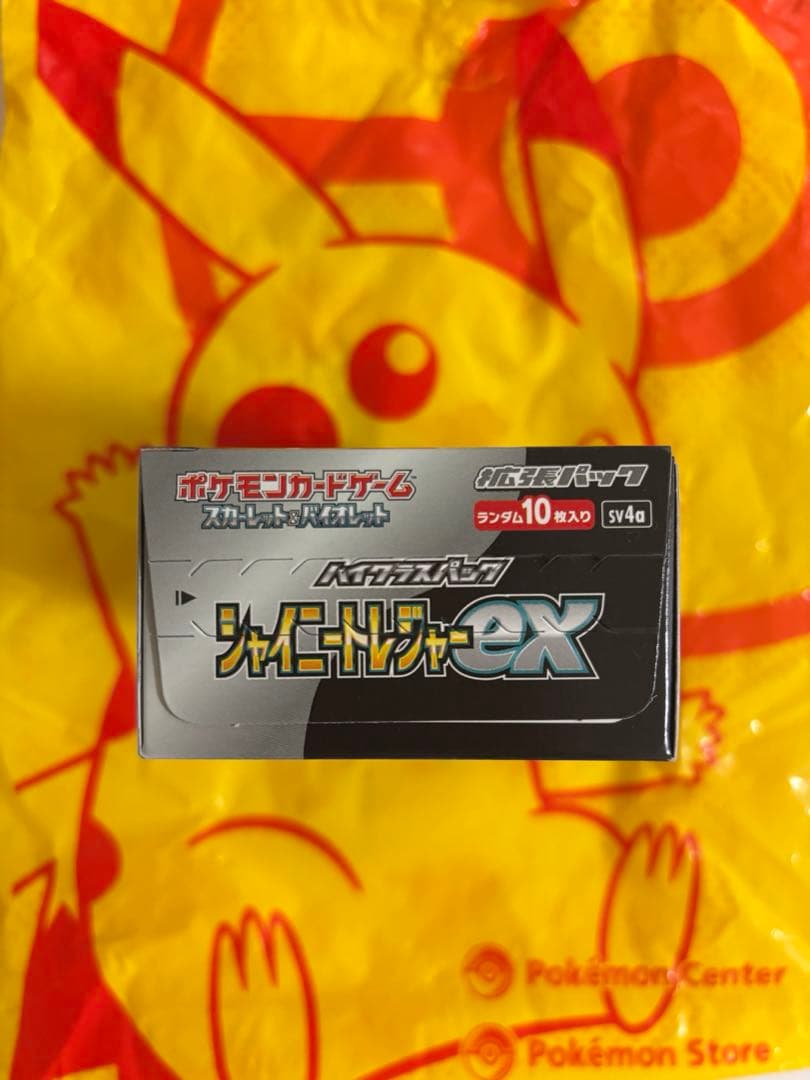 ポケモンカードゲーム
スカーレット&バイオレット
拡張パック
ランダム10枚入り
SV4a
ハイクラスパック
シャイニートレジャーex
Pokémon Center
Pokémon Store